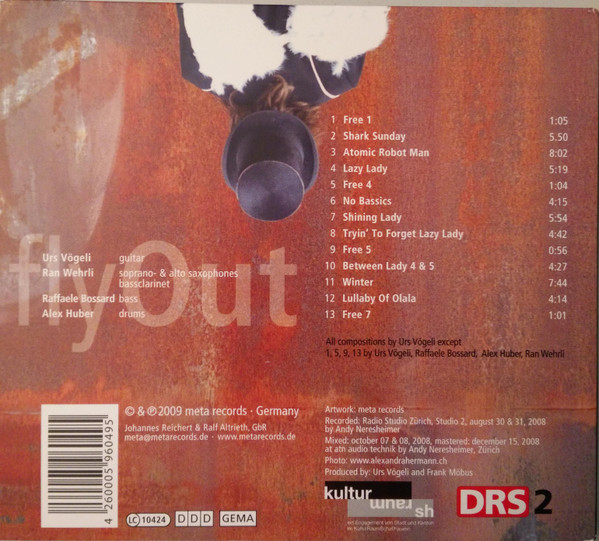 1 Free 1 1:05
2 Shark Sunday 5.50
3 Atomic Robot Man 8:02
4 Lazy Lady 5:19
5 Free 4 1:04
6 No Bassics 4:15
7 Shining Lady 5:54
8 Tryin' To Forget Lazy Lady 4:42
9 Free 5 0:56
10 Between Lady 4 & 5 4:27
11 Winter 7:44
12 Lullaby Of Olala 4:14
13 Free 7 1:01
All compositions by Urs Vögeli except
1, 5, 9, 13 by Urs Vögeli, Raffaele Bossard, Alex Huber, Ran Wehrli
flyOut
Urs Vögeli guitar
Ran Wehrli soprano- & alto saxophones
bassclarinet
Raffaele Bossard bass
Alex Huber drums
© & ℗2009 meta records · Germany
Johannes Reichert & Ralf Altrieth, GbR
meta@metarecords.de · www.metarecords.de
4 260005 960495
LC 10424 DDD GEMA
Artwork: meta records
Recorded: Radio Studio Zürich, Studio 2, august 30 & 31, 2008
by Andy Neresheimer
Mixed: october 07 & 08, 2008, mastered: december 15. 2008
at atm audio technik by Andy Neresheimer, Zürich
Photo: www.alexandrahermann.ch
Produced by: Urs Vögeli and Frank Möbus
kultur
raum
sh
ein Engagement von Stadt und Kanton
DRS 2